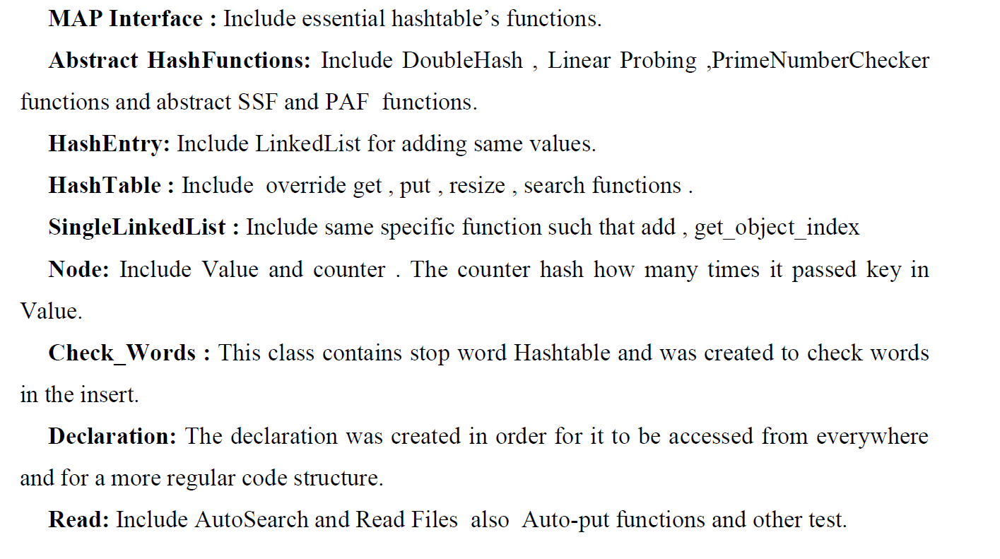 MAP Interface : Include essential hashtable’s functions.
Abstract HashFunctions: Include DoubleHash , Linear Probing ,PrimeNumberChecker
functions and abstract SSF and PAF functions.
HashEntry: Include LinkedList for adding same values.
HashTable : Include override get , put , resize , search functions .
SingleLinkedList : Include same specific function such that add , get_object_index
Node: Include Value and counter . The counter hash how many times it passed key in
Value.
Check_Words : This class contains stop word Hashtable and was created to check words
in the insert.
Declaration: The declaration was created in order for it to be accessed from everywhere
and for a more regular code structure.
Read: Include AutoSearch and Read Files also Auto-put functions and other test.